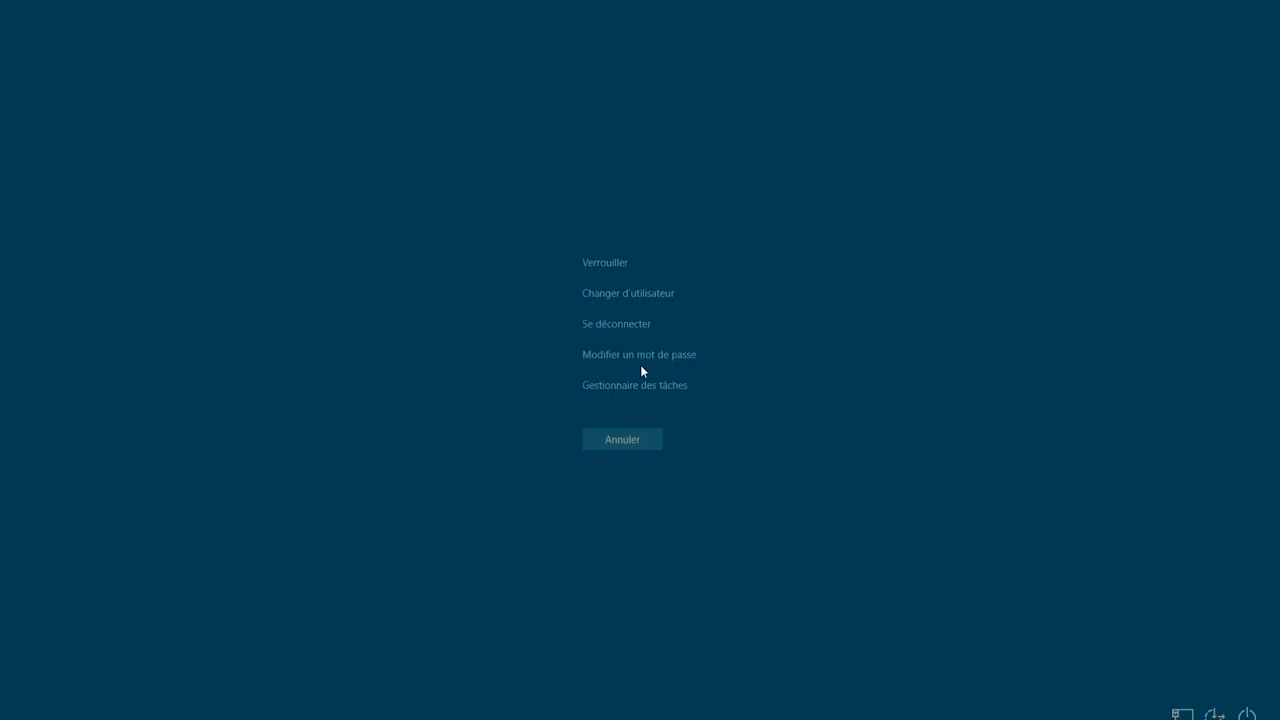 Verrouiller
Changer d'utilisateur
Se déconnecter
Modifier un mot de passe
Gestionnaire des tâches
Annuler